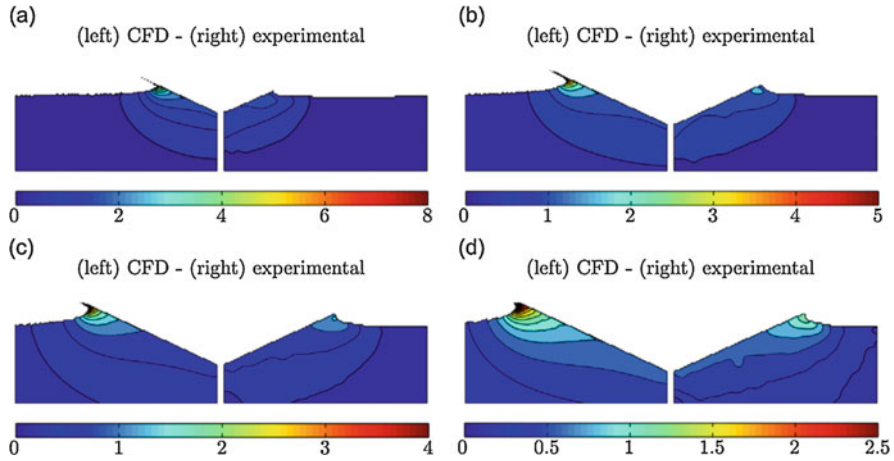 (a)
(left) CFD - (right) experimental
0 2 4 6 8
(b)
(left) CFD - (right) experimental
0 1 2 3 4 5
(c)
(left) CFD - (right) experimental
0 1 2 3 4
(d)
(left) CFD - (right) experimental
0 0.5 1 1.5 2 2.5